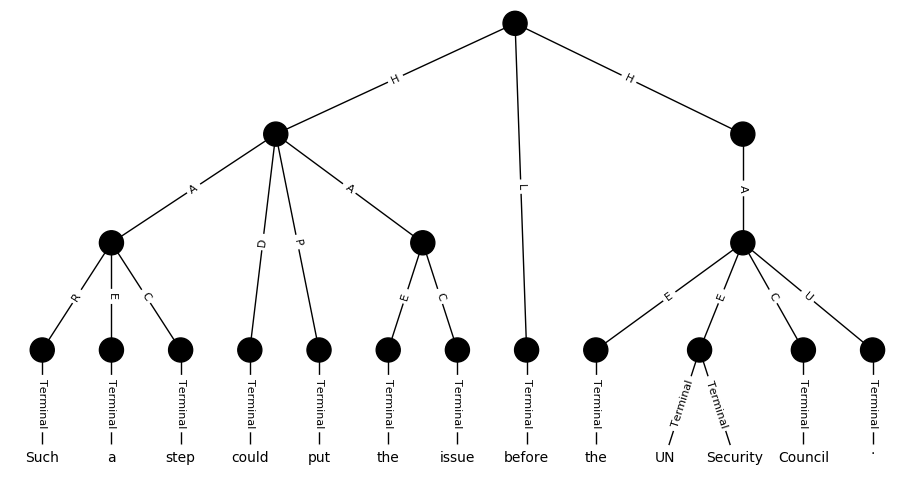 H H
A D P A L A
R E C E C E E C U
Terminal Terminal Terminal Terminal Terminal Terminal Terminal Terminal Terminal Terminal Terminal Terminal Terminal
Such a step could put the issue before the UN Security Council .